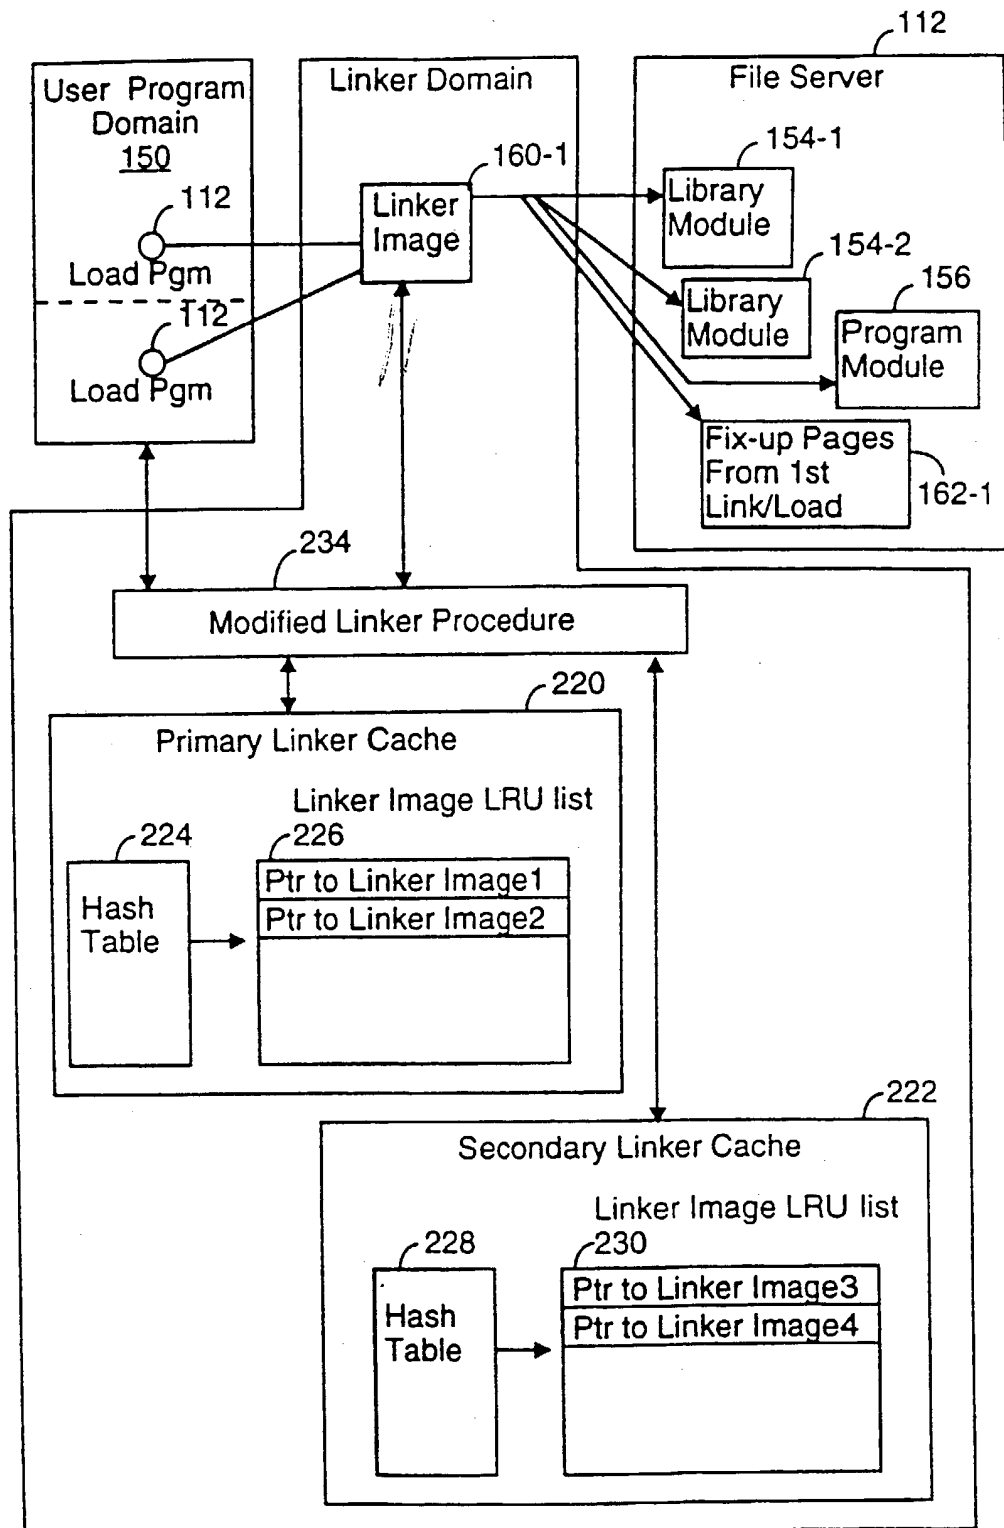 112
User Program
Domain
150
112
Load Pgm
112
Load Pgm
Linker Domain
160-1
Linker
Image
File Server
154-1
Library
Module
154-2
Library
Module
156
Program
Module
Fix-up Pages
From 1st
Link/Load
162-1
234
Modified Linker Procedure
220
Primary Linker Cache
Linker Image LRU list
224
226
Hash
Table
Ptr to Linker Image1
Ptr to Linker Image2
222
Secondary Linker Cache
Linker Image LRU list
228
230
Hash
Table
Ptr to Linker Image3
Ptr to Linker Image4